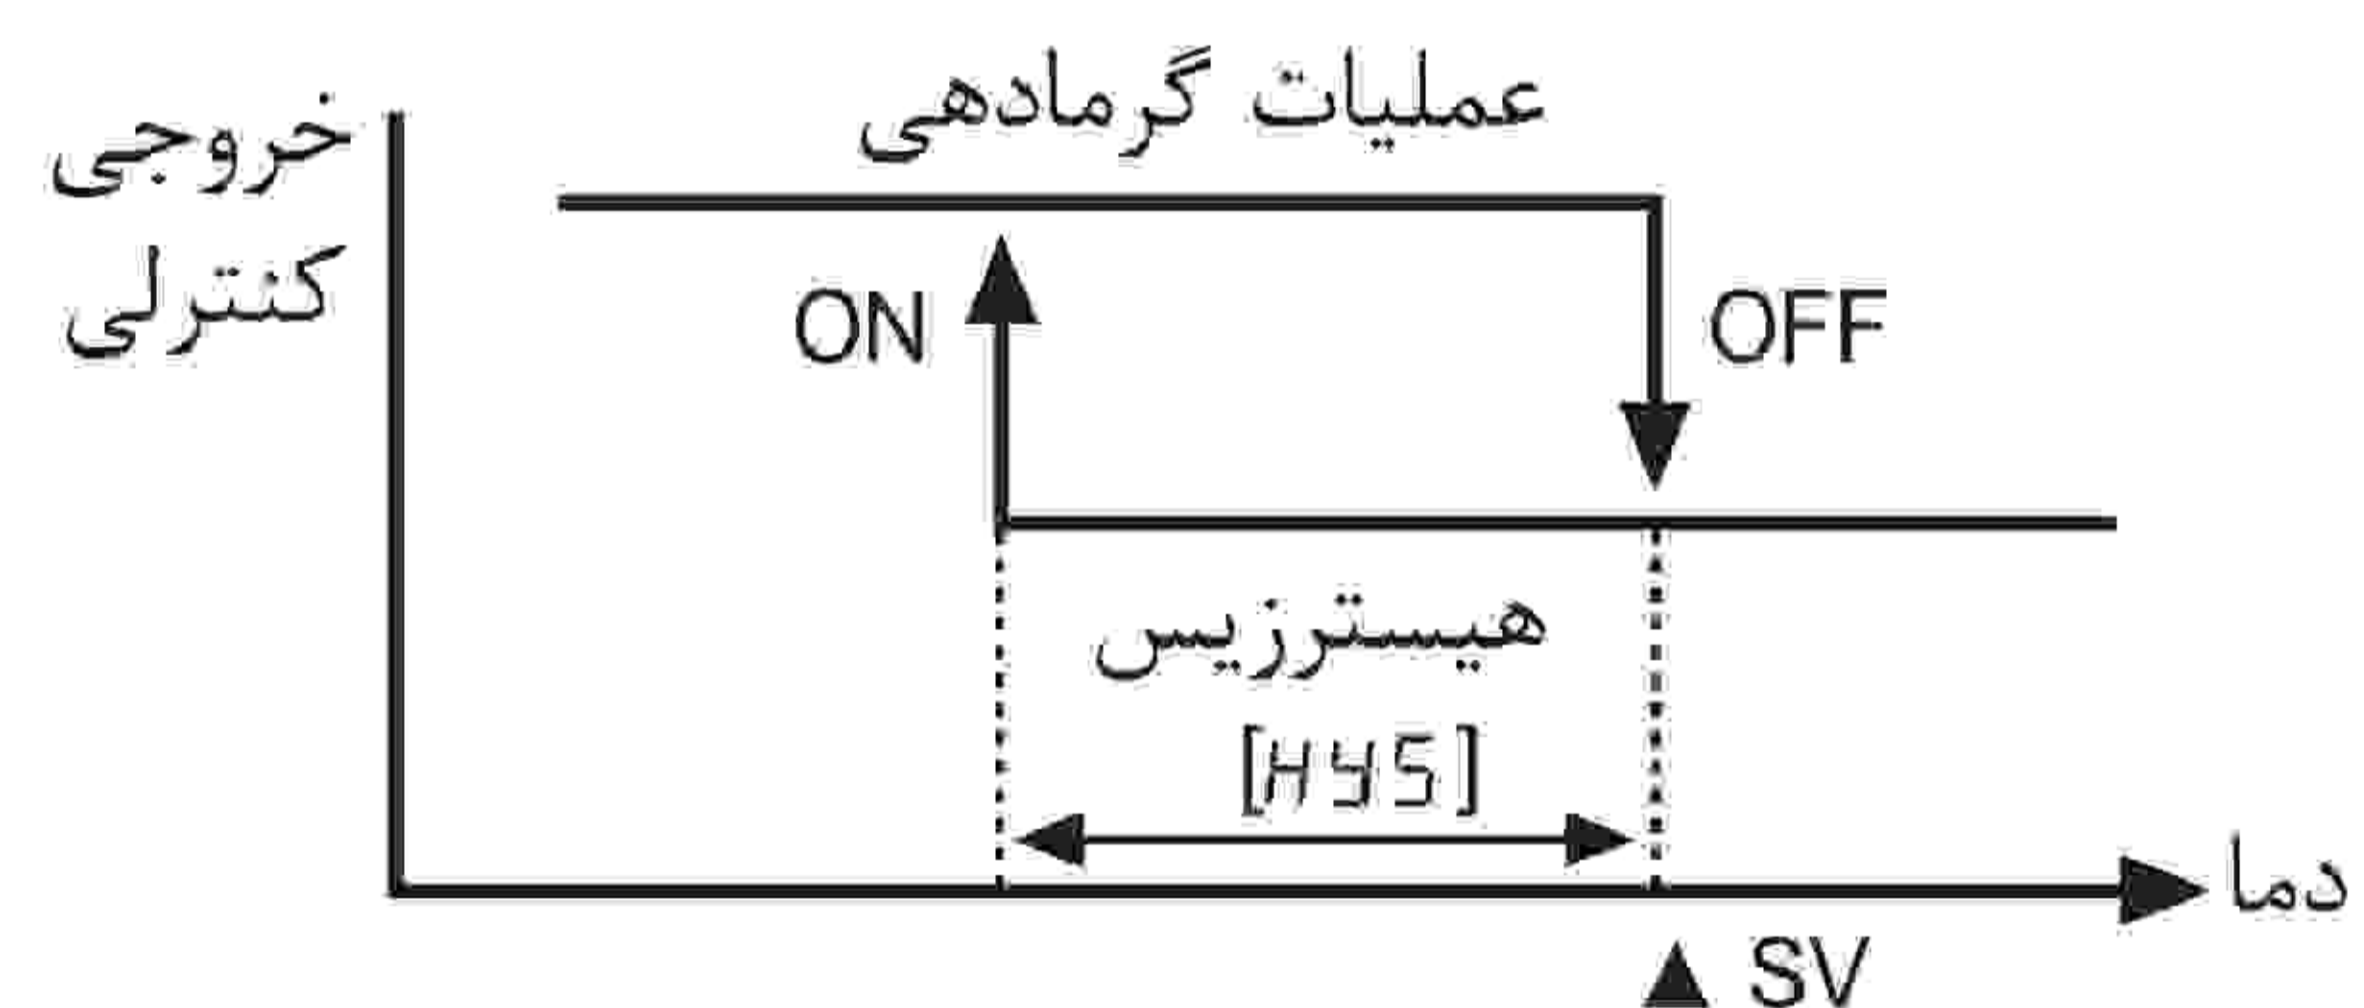 عملیات گرمادهی
خروجی
کنترلی
ON
OFF
هیسترزیس
[HYS]
دما
▲ SV